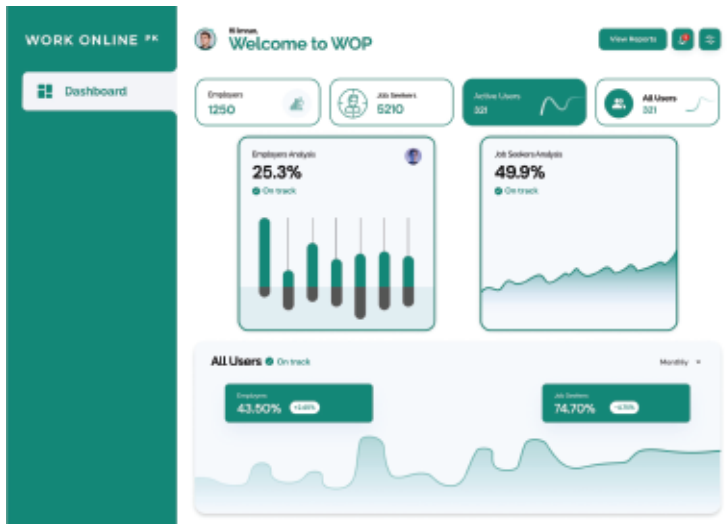 WORK ONLINE PK
Dashboard
Hi Imran,
Welcome to WOP
View Reports
Employers
1250
Job Seekers
5210
Active Users
321
All Users
321
Employers Analysis
25.3%
On track
Job Seekers Analysis
49.9%
On track
All Users On track
Monthly
Employers
43.50%
Job Seekers
74.70%